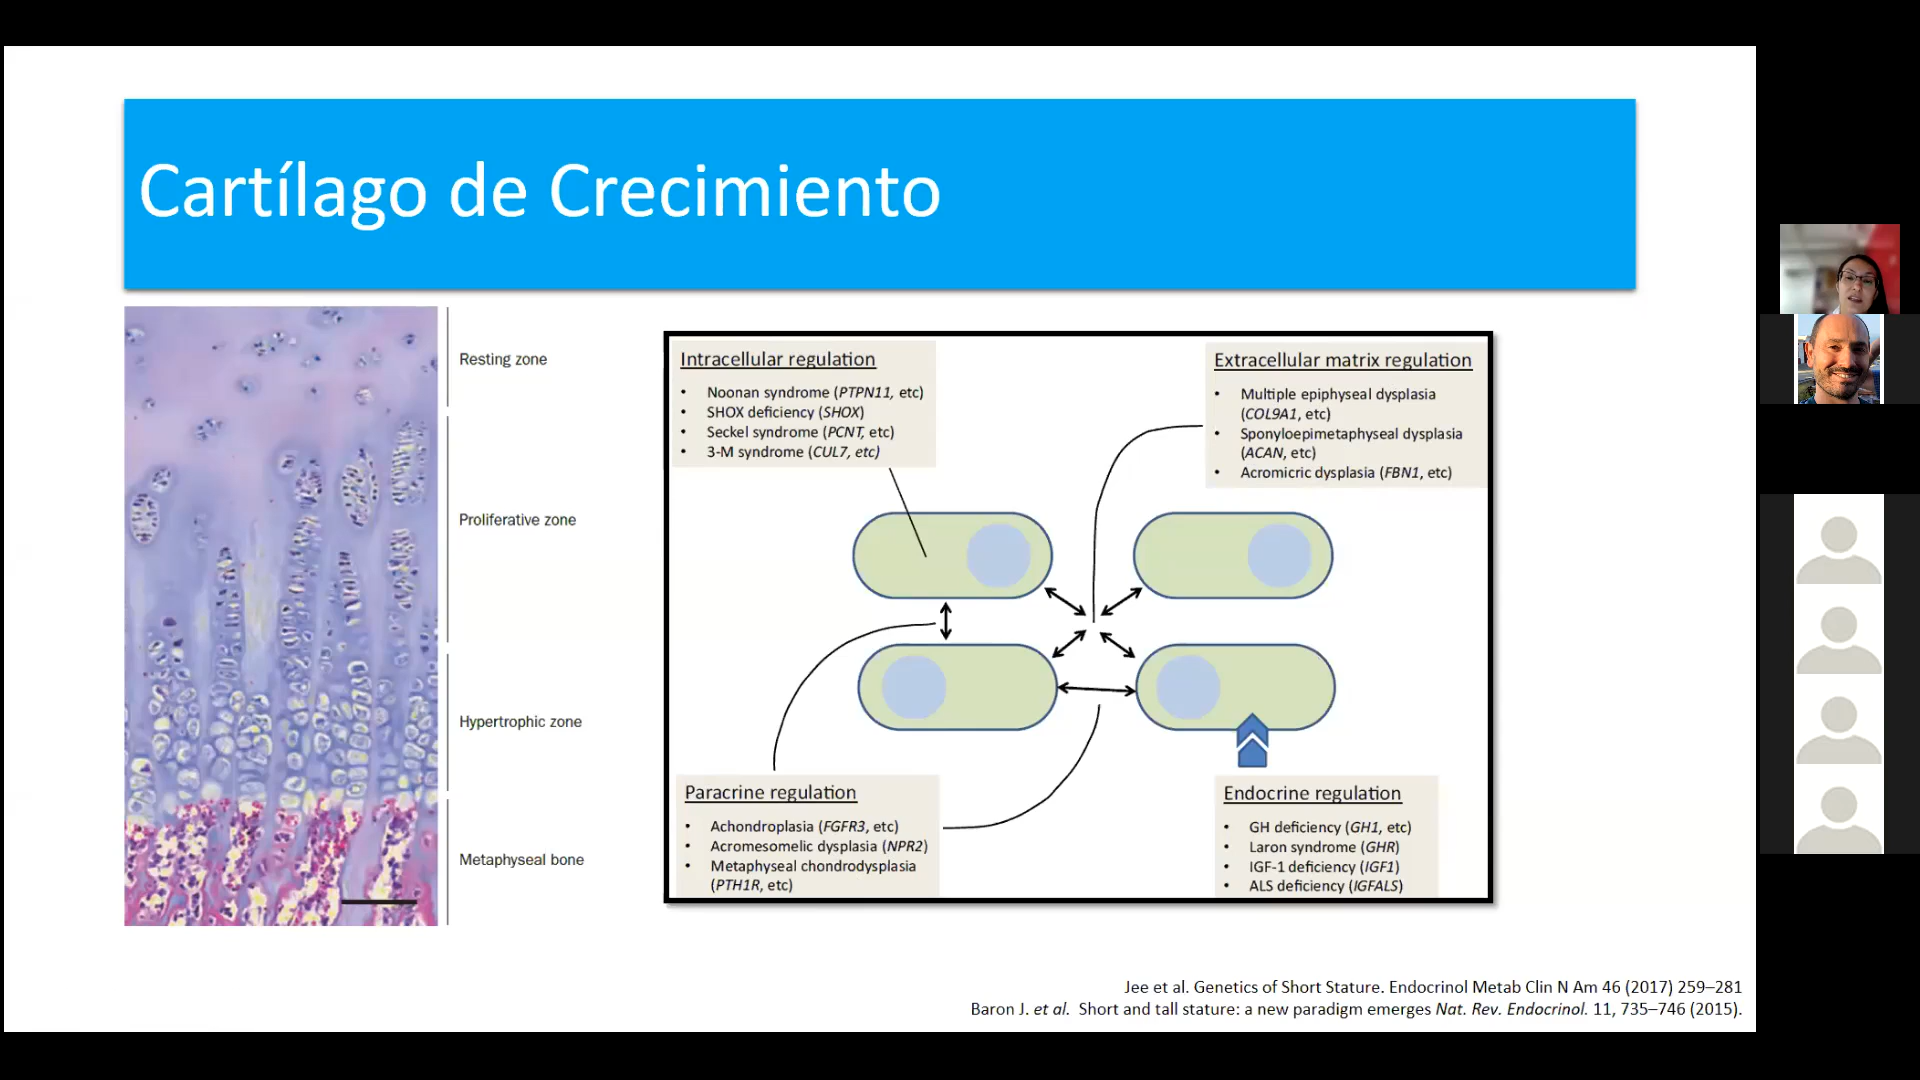 Cartílago de Crecimiento
Resting zone
Proliferative zone
Hypertrophic zone
Metaphyseal bone
Intracellular regulation
• Noonan syndrome (PTPN11, etc)
• SHOX deficiency (SHOX)
• Seckel syndrome (PCNT, etc)
• 3-M syndrome (CUL7, etc)
Extracellular matrix regulation
• Multiple epiphyseal dysplasia
(COL9A1, etc)
• Sponyloepimetaphyseal dysplasia
(ACAN, etc)
• Acromicric dysplasia (FBN1, etc)
Paracrine regulation
• Achondroplasia (FGFR3, etc)
• Acromesomelic dysplasia (NPR2)
• Metaphyseal chondrodysplasia
(PTH1R, etc)
Endocrine regulation
• GH deficiency (GH1, etc)
• Laron syndrome (GHR)
• IGF-1 deficiency (IGF1)
• ALS deficiency (IGFALS)
Jee et al. Genetics of Short Stature. Endocrinol Metab Clin N Am 46 (2017) 259–281
Baron J. et al. Short and tall stature: a new paradigm emerges Nat. Rev. Endocrinol. 11, 735–746 (2015).